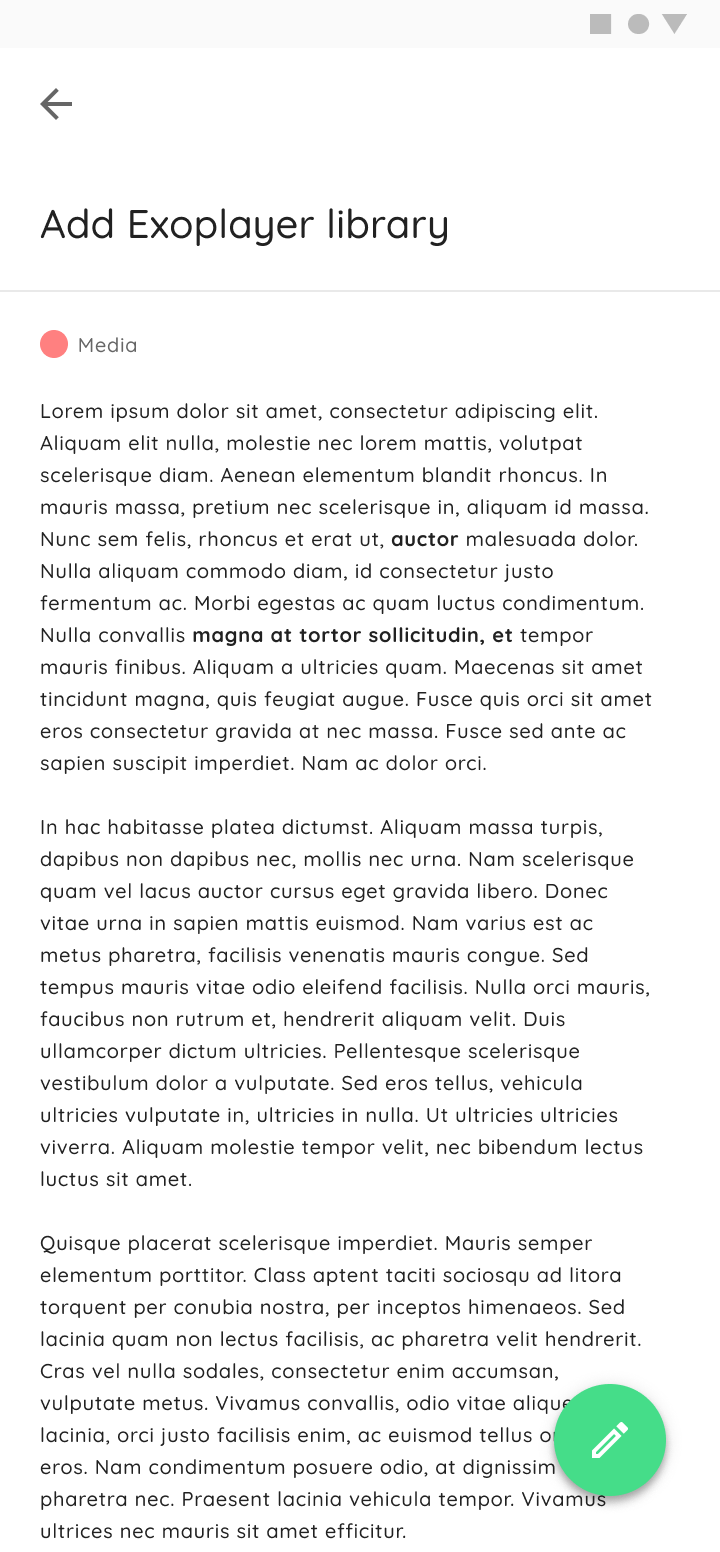 Add Exoplayer library
Media
Lorem ipsum dolor sit amet, consectetur adipiscing elit.
Aliquam elit nulla, molestie nec lorem mattis, volutpat
scelerisque diam. Aenean elementum blandit rhoncus. In
mauris massa, pretium nec scelerisque in, aliquam id massa.
Nunc sem felis, rhoncus et erat ut, auctor malesuada dolor.
Nulla aliquam commodo diam, id consectetur justo
fermentum ac. Morbi egestas ac quam luctus condimentum.
Nulla convallis magna at tortor sollicitudin, et tempor
mauris finibus. Aliquam a ultricies quam. Maecenas sit amet
tincidunt magna, quis feugiat augue. Fusce quis orci sit amet
eros consectetur gravida at nec massa. Fusce sed ante ac
sapien suscipit imperdiet. Nam ac dolor orci.
In hac habitasse platea dictumst. Aliquam massa turpis,
dapibus non dapibus nec, mollis nec urna. Nam scelerisque
quam vel lacus auctor cursus eget gravida libero. Donec
vitae urna in sapien mattis euismod. Nam varius est ac
metus pharetra, facilisis venenatis mauris congue. Sed
tempus mauris vitae odio eleifend facilisis. Nulla orci mauris,
faucibus non rutrum et, hendrerit aliquam velit. Duis
ullamcorper dictum ultricies. Pellentesque scelerisque
vestibulum dolor a vulputate. Sed eros tellus, vehicula
ultricies vulputate in, ultricies in nulla. Ut ultricies ultricies
viverra. Aliquam molestie tempor velit, nec bibendum lectus
luctus sit amet.
Quisque placerat scelerisque imperdiet. Mauris semper
elementum porttitor. Class aptent taciti sociosqu ad litora
torquent per conubia nostra, per inceptos himenaeos. Sed
lacinia quam non lectus facilisis, ac pharetra velit hendrerit.
Cras vel nulla sodales, consectetur enim accumsan,
vulputate metus. Vivamus convallis, odio vitae
lacinia, orci justo facilisis enim, ac euismod tellus
eros. Nam condimentum posuere odio, at dignissim
pharetra nec. Praesent lacinia vehicula tempor. Vivamus
ultrices nec mauris sit amet efficitur.